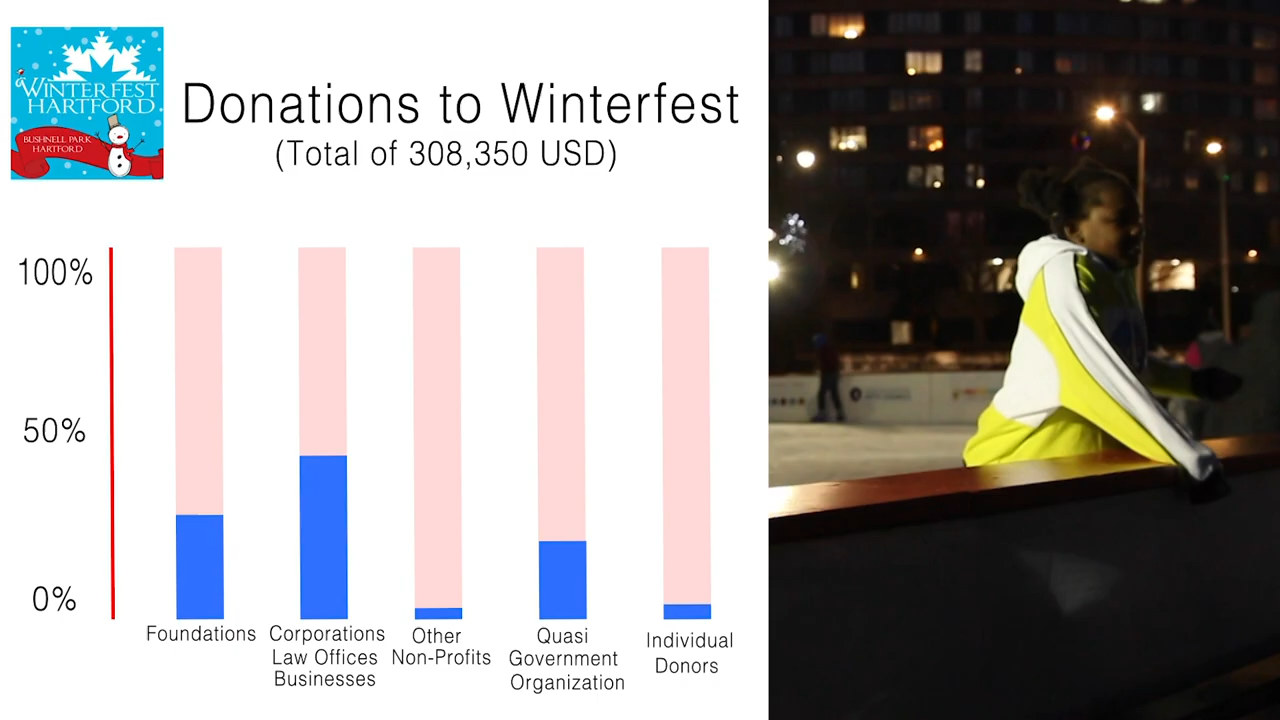 WINTERFEST
HARTFORD
BUSHNELL PARK
HARTFORD
Donations to Winterfest
(Total of 308,350 USD)
100%
50%
0%
Foundations
Corporations
Law Offices
Businesses
Other
Non-Profits
Quasi
Government
Organization
Individual
Donors